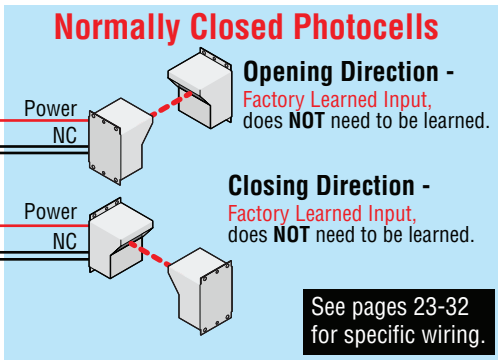 Normally Closed Photocells
Opening Direction -
Factory Learned Input,
does NOT need to be learned.
Power
NC
Closing Direction -
Factory Learned Input,
does NOT need to be learned.
Power
NC
See pages 23-32
for specific wiring.